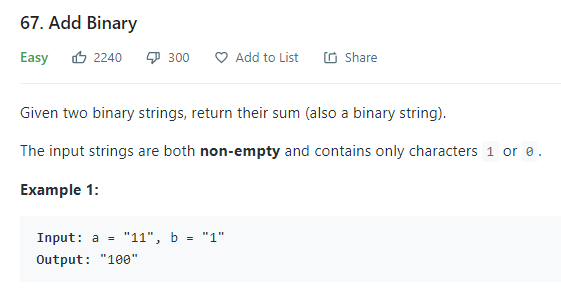 67. Add Binary
Easy 2240 300 Add to List Share
Given two binary strings, return their sum (also a binary string).
The input strings are both non-empty and contains only characters 1 or 0.
Example 1:
Input: a = "11", b = "1"
Output: "100"